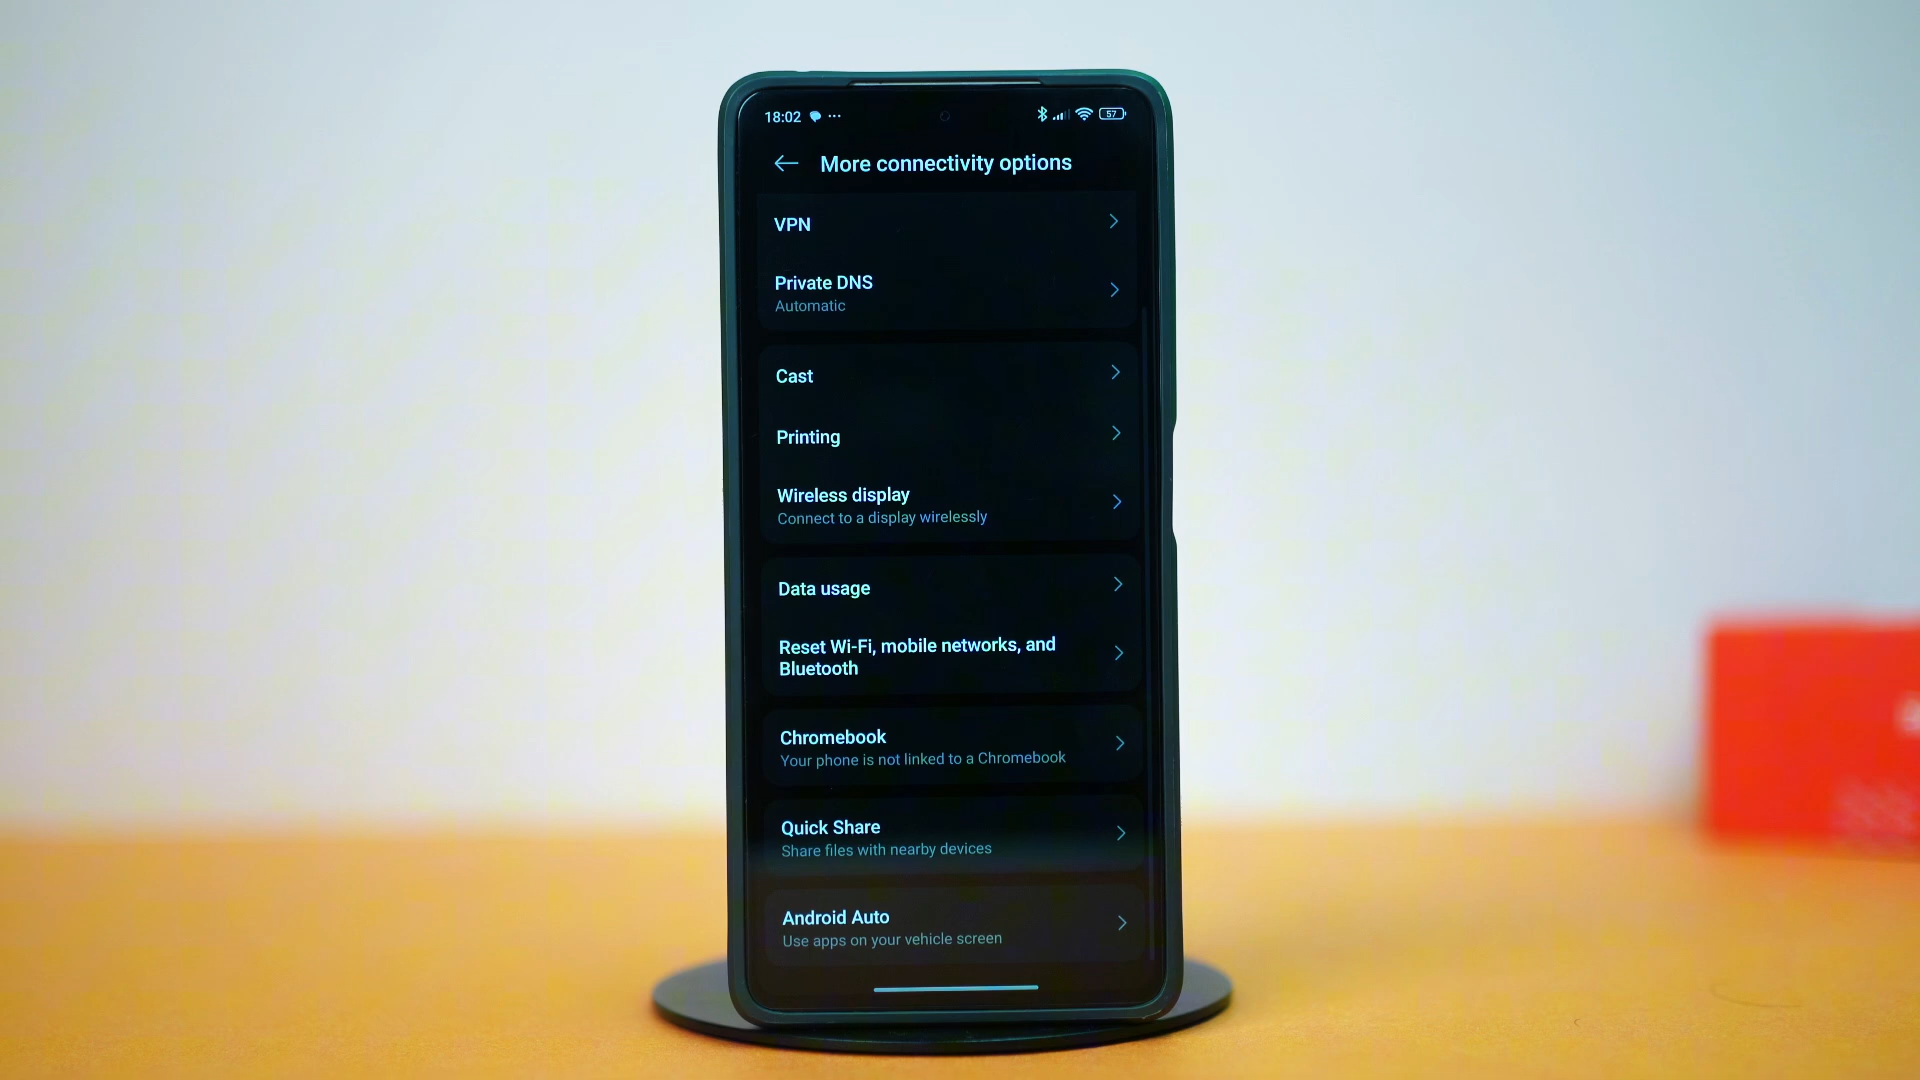 18:02
57
More connectivity options
VPN
Private DNS
Automatic
Cast
Printing
Wireless display
Connect to a display wirelessly
Data usage
Reset Wi-Fi, mobile networks, and
Bluetooth
Chromebook
Your phone is not linked to a Chromebook
Quick Share
Share files with nearby devices
Android Auto
Use apps on your vehicle screen